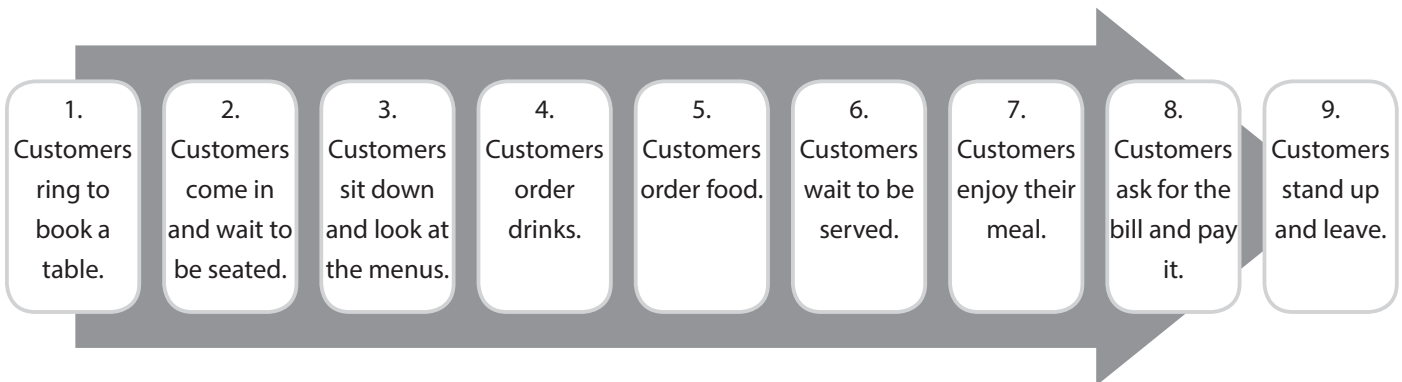 1.
Customers
ring to
book a
table.
2.
Customers
come in
and wait to
be seated.
3.
Customers
sit down
and look at
the menus.
4.
Customers
order
drinks.
5.
Customers
order food.
6.
Customers
wait to be
served.
7.
Customers
enjoy their
meal.
8.
Customers
ask for the
bill and pay
it.
9.
Customers
stand up
and leave.